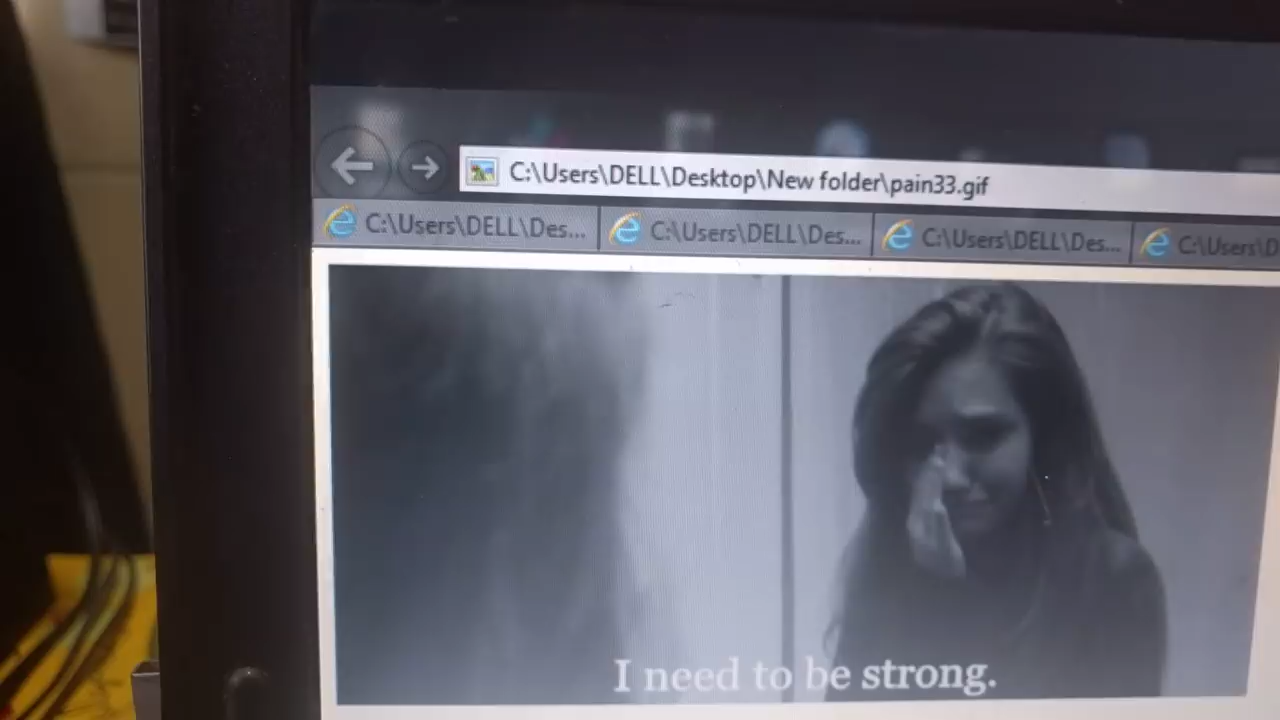 C:\Users\DELL\Desktop\New folder\pain33.gif
C:\Users\DELL\Des... C:\Users\DELL\Des... C:\Users\DELL\Des... C:\Users\D
I need to be strong.